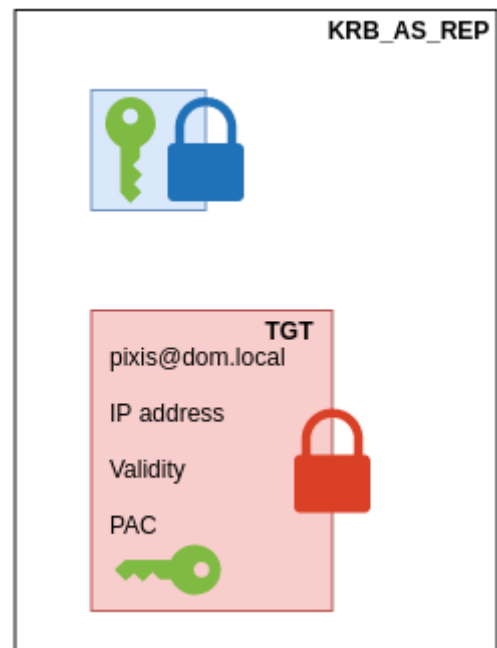 KRB_AS_REP
TGT
pixis@dom.local
IP address
Validity
PAC